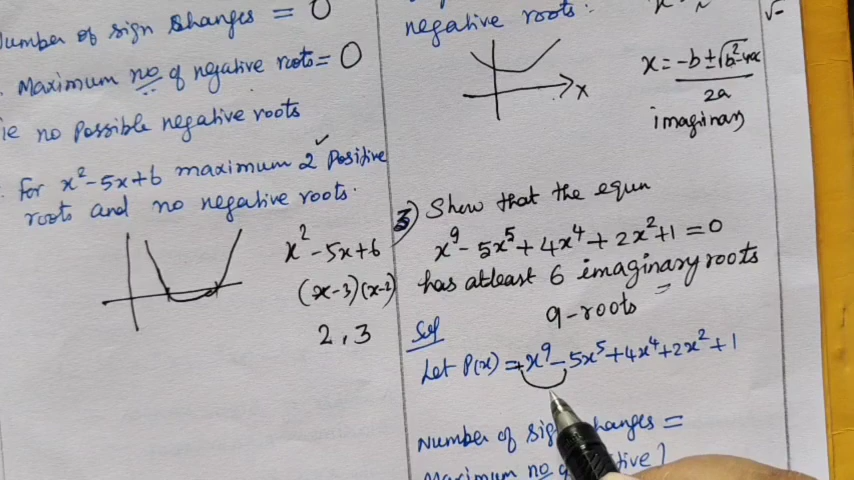 Number of sign changes = 0
Maximum no of negative roots = 0
ie no possible negative roots
For x² - 5x + 6 maximum 2 Positive
roots and no negative roots.
x² - 5x + 6
(x-3)(x-2)
2, 3
negative roots.
x
x = -b ± √b²-4ac
2a
imaginary
3) Show that the equn
x⁹ - 5x⁵ + 4x⁴ + 2x² + 1 = 0
has atleast 6 imaginary roots
9-roots
Sol
Let P(x) = +x⁹ - 5x⁵ + 4x⁴ + 2x² + 1
Number of sign changes =
Maximum no